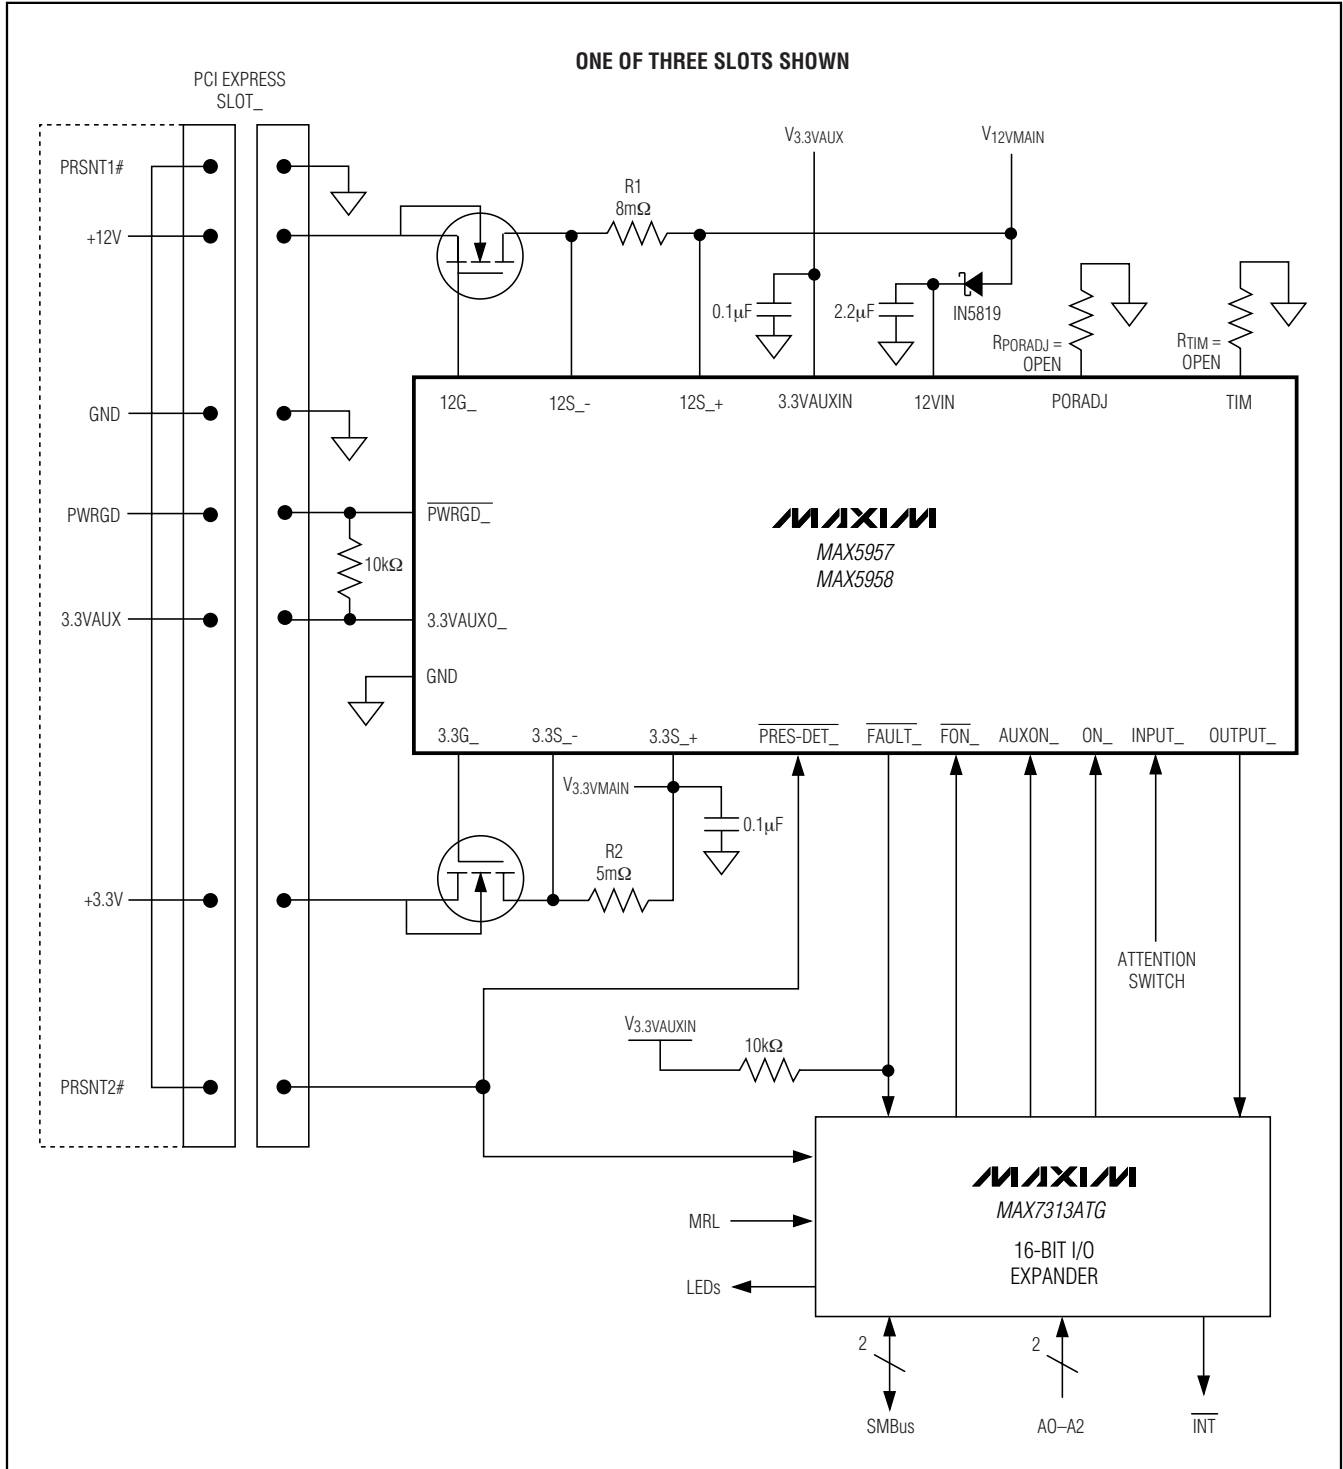 ONE OF THREE SLOTS SHOWN
PCI EXPRESS
SLOT_
V3.3VAUX
V12VMAIN
PRSNT1#
R1
8mΩ
+12V
0.1µF
2.2µF
IN5819
RPORADJ =
OPEN
RTIM =
OPEN
12G_
12S_-
12S_+
3.3VAUXIN
12VIN
PORADJ
TIM
GND
PWRGD
PWRGD_
MAXIM
MAX5957
MAX5958
10kΩ
3.3VAUX
3.3VAUXO_
GND
3.3G_
3.3S_-
3.3S_+
PRES-DET_
FAULT_
FON_
AUXON_
ON_
INPUT_
OUTPUT_
V3.3VMAIN
0.1µF
R2
5mΩ
+3.3V
ATTENTION
SWITCH
V3.3VAUXIN
10kΩ
PRSNT2#
MAXIM
MAX7313ATG
16-BIT I/O
EXPANDER
MRL
LEDs
2
2
SMBus
AO–A2
INT